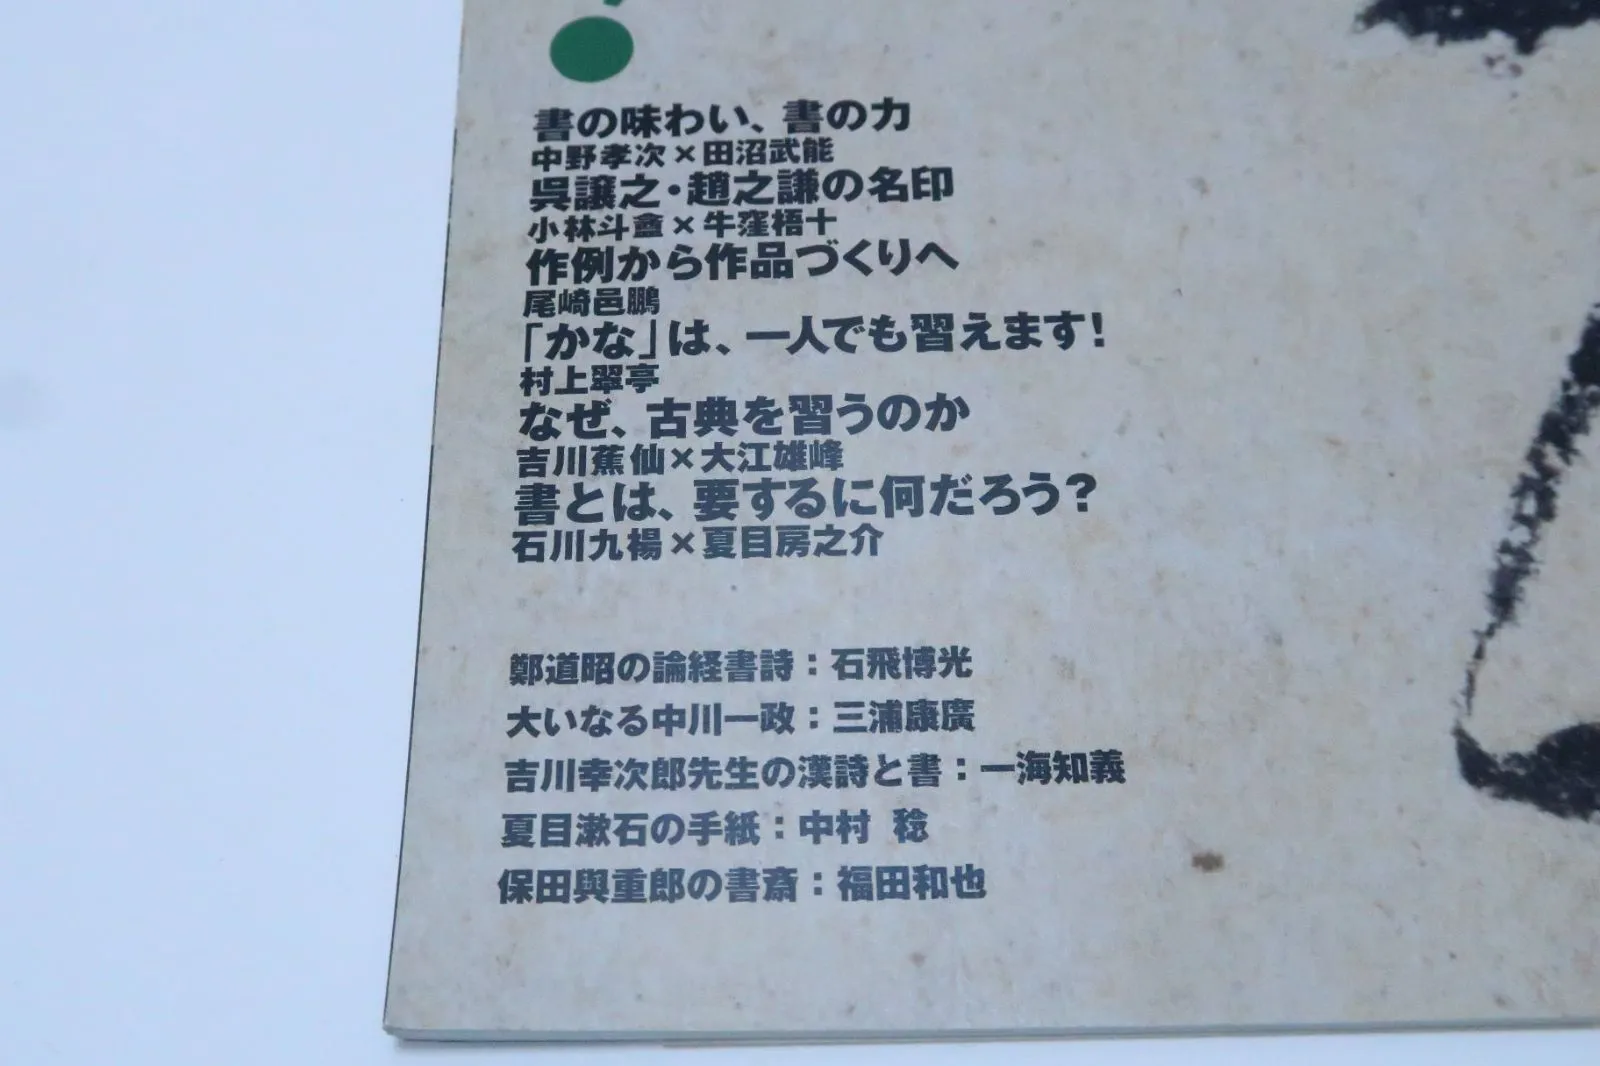 書の味わい、書の力
中野孝次×田沼武能
呉譲之・趙之謙の名印
小林斗盦×牛窪梧十
作例から作品づくりへ
尾崎邑鵬
「かな」は、一人でも習えます!
村上翠亭
なぜ、古典を習うのか
吉川蕉仙×大江雄峰
書とは、要するに何だろう?
石川九楊×夏目房之介
鄭道昭の論経書詩:石飛博光
大いなる中川一政:三浦康廣
吉川幸次郎先生の漢詩と書:一海知義
夏目漱石の手紙:中村 稔
保田與重郎の書斎:福田和也